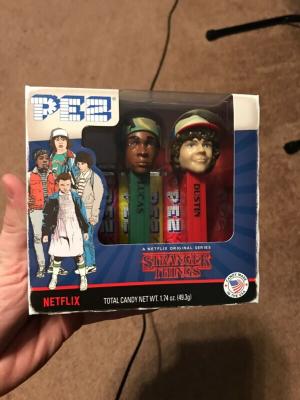 PEZ
LUCAS
DUSTIN
PEZ
PEZ
A NETFLIX ORIGINAL SERIES
STRANGER
THINGS
NETFLIX
TOTAL CANDY NET WT. 1.74 oz. (49.3g)